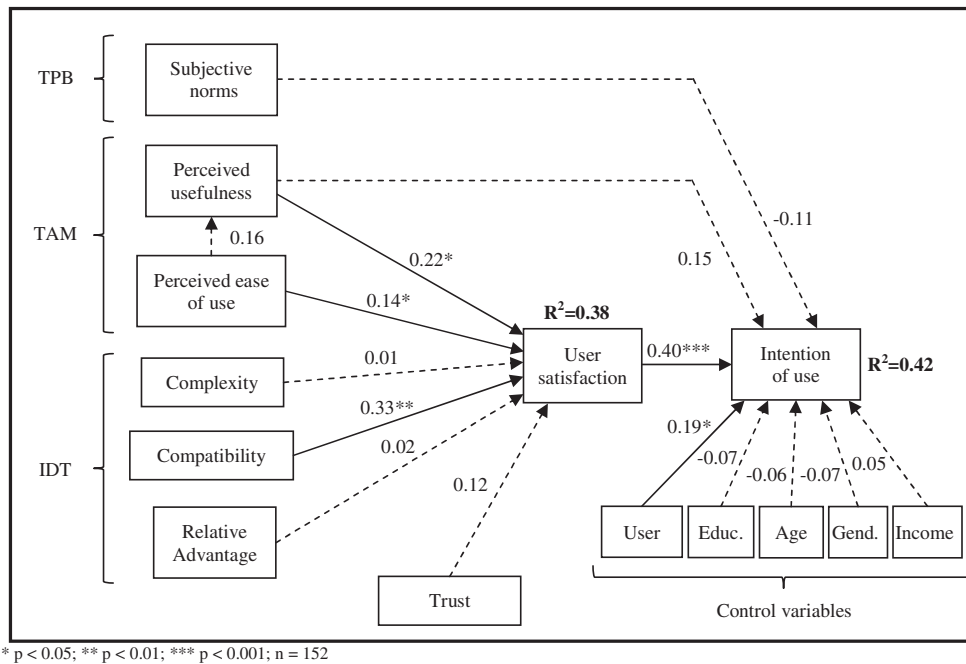 TPB
Subjective
norms
TAM
Perceived
usefulness
0.16
Perceived ease
of use
-0.11
0.15
0.22*
0.14*
R²=0.38
User
satisfaction
0.40***
Intention
of use
R²=0.42
IDT
Complexity
0.01
Compatibility
0.33**
Relative
Advantage
0.02
Trust
0.12
0.19*
-0.07
-0.06
-0.07
0.05
User
Educ.
Age
Gend.
Income
Control variables
* p < 0.05; ** p < 0.01; *** p < 0.001; n = 152